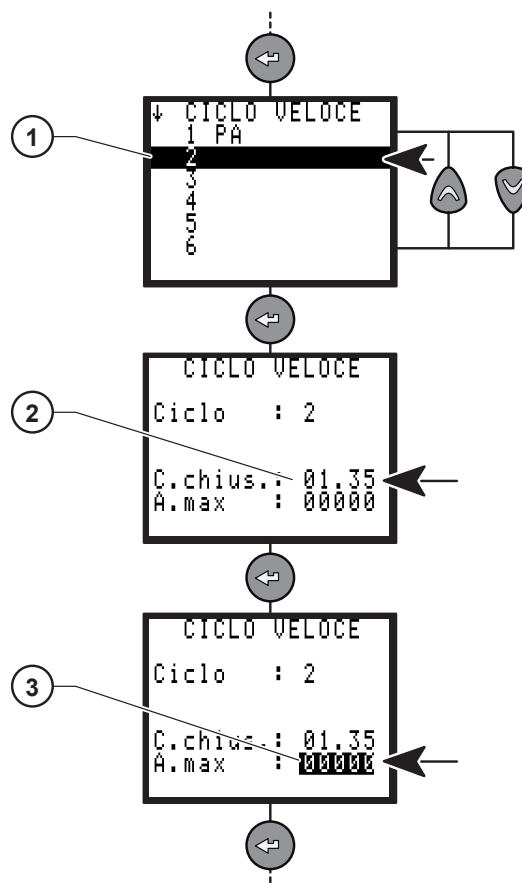 ↓ CICLO VELOCE
1 PA
1
2
3
4
5
6
CICLO VELOCE
Ciclo : 2
2
C.chius.: 01.35
A.max : 00000
CICLO VELOCE
Ciclo : 2
3
C.chius.: 01.35
A.max : 00000